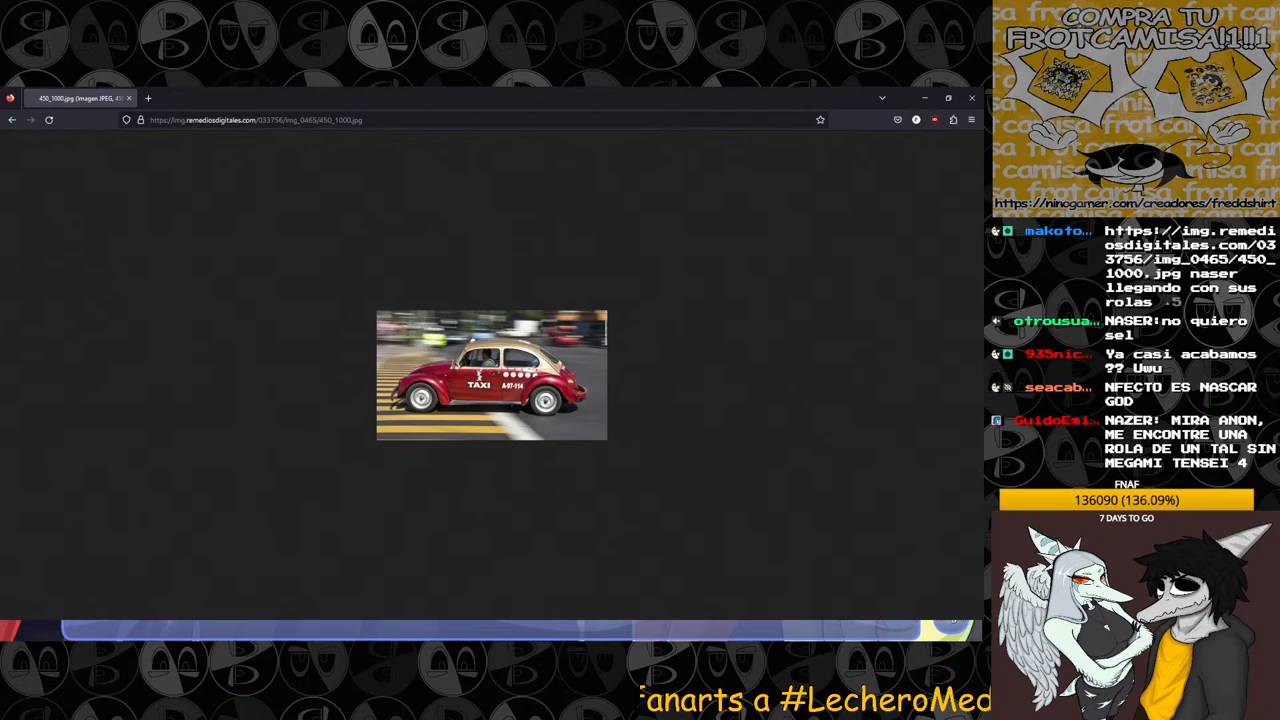 COMPRA TU
FROTCAMISA!1!!1
https://ninogamer.com/creadores/freddshirt
450_1000.jpg (Imagen JPEG, 45
https://img.remediosdigitales.com/033756/img_0465/450_1000.jpg
TAXI
A-97-114
makoto...
https://img.remedi
osdigitales.com/03
3756/img_0465/450_
1000.jpg naser
llegando con sus
rolas .5
otrousua...
NASER:no quiero
sel
935nic...
Ya casi acabamos
?? Uwu
seacab...
NFECTO ES NASCAR
GOD
GuidoEmi...
NAZER: MIRA ANON,
ME ENCONTRE UNA
ROLA DE UN TAL SIN
MEGAMI TENSEI 4
FNAF
136090 (136.09%)
7 DAYS TO GO
fanarts a #LecheroMed